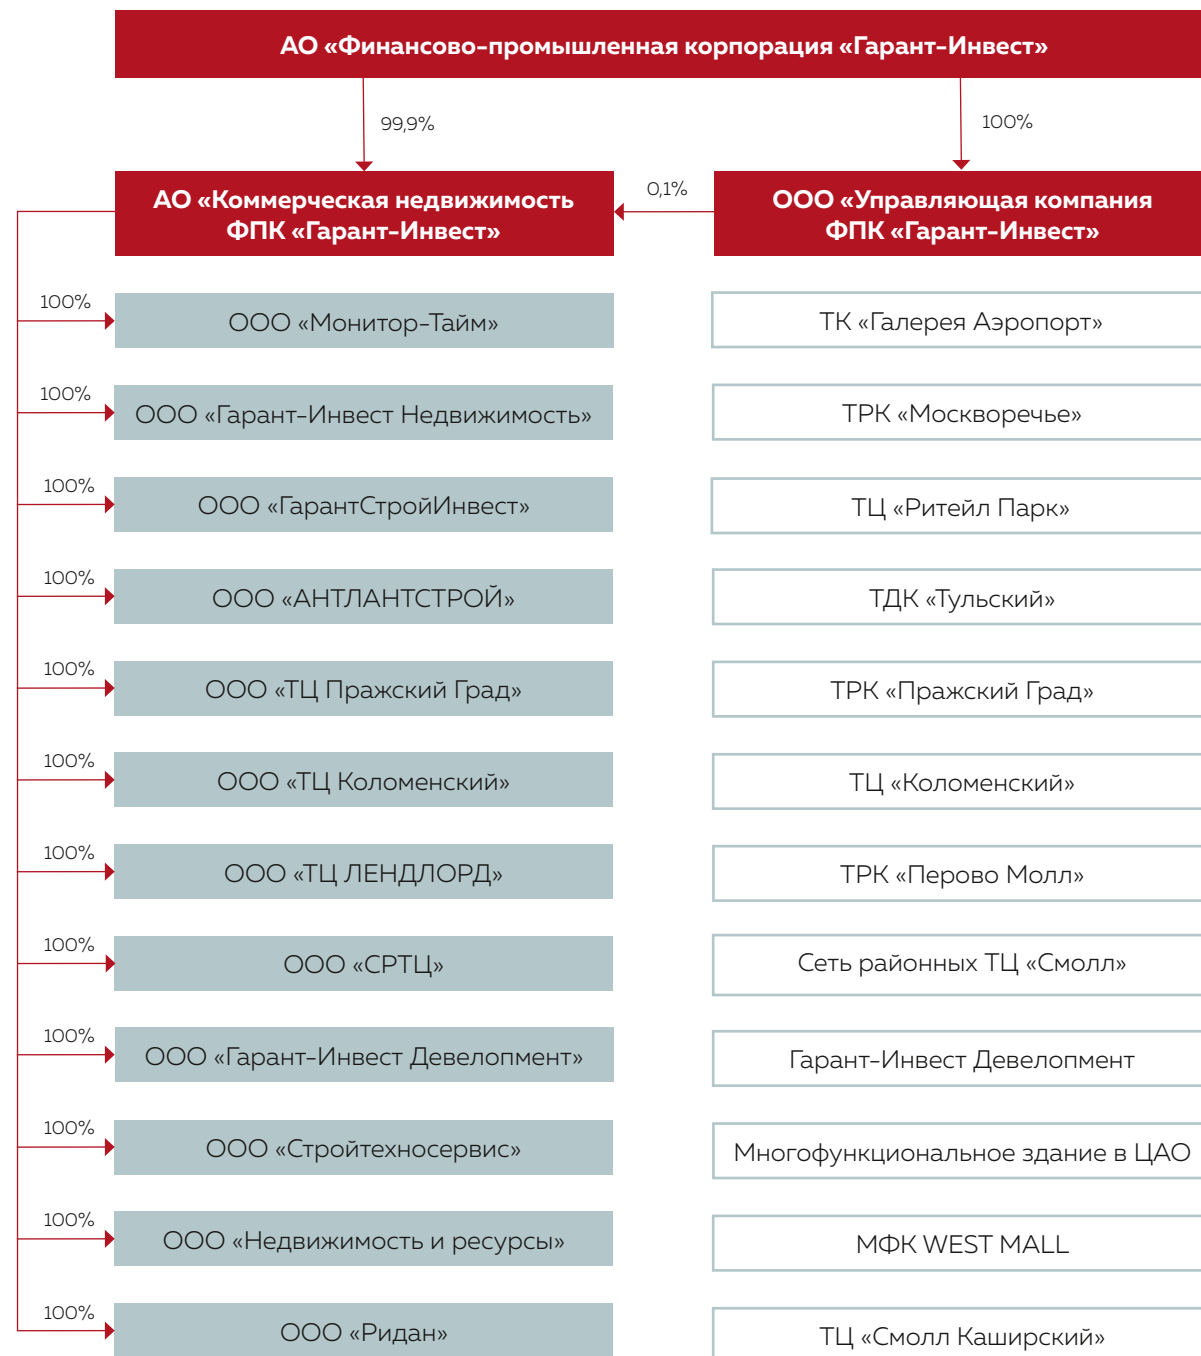 АО «Финансово-промышленная корпорация «Гарант-Инвест»
99,9%
100%
АО «Коммерческая недвижимость
ФПК «Гарант-Инвест»
0,1%
ООО «Управляющая компания
ФПК «Гарант-Инвест»
100%
ООО «Монитор-Тайм»
ТК «Галерея Аэропорт»
100%
ООО «Гарант-Инвест Недвижимость»
ТРК «Москворечье»
100%
ООО «ГарантСтройИнвест»
ТЦ «Ритейл Парк»
100%
ООО «АНТЛАНТСТРОЙ»
ТДК «Тульский»
100%
ООО «ТЦ Пражский Град»
ТРК «Пражский Град»
100%
ООО «ТЦ Коломенский»
ТЦ «Коломенский»
100%
ООО «ТЦ ЛЕНДЛОРД»
ТРК «Перово Молл»
100%
ООО «СРТЦ»
Сеть районных ТЦ «Смолл»
100%
ООО «Гарант-Инвест Девелопмент»
Гарант-Инвест Девелопмент
100%
ООО «Стройтехносервис»
Многофункциональное здание в ЦАО
100%
ООО «Недвижимость и ресурсы»
МФК WEST MALL
100%
ООО «Ридан»
ТЦ «Смолл Каширский»